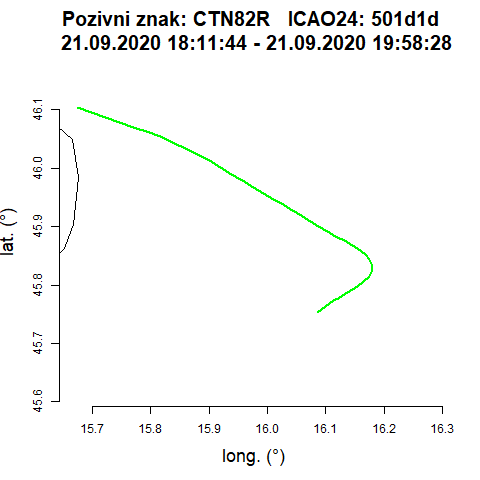 Pozivni znak: CTN82R   ICAO24: 501d1d
21.09.2020 18:11:44 - 21.09.2020 19:58:28
46.1
46.0
45.9
45.8
45.7
45.6
lat. (°)
15.7 15.8 15.9 16.0 16.1 16.2 16.3
long. (°)